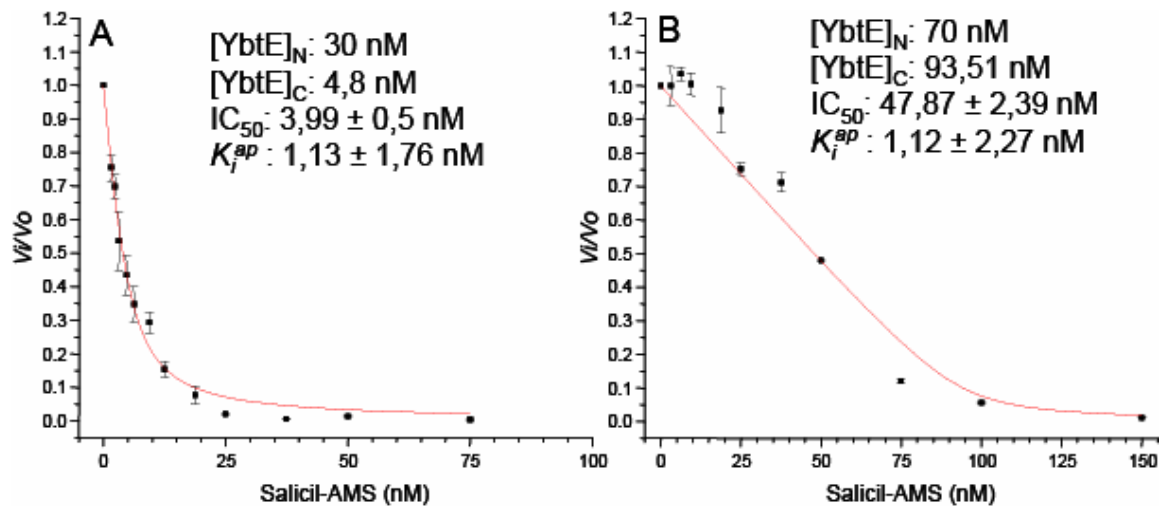 A
[YbtE]N: 30 nM
[YbtE]C: 4,8 nM
IC50: 3,99 ± 0,5 nM
Kiap : 1,13 ± 1,76 nM
1.2
1.1
1.0
0.9
0.8
0.7
0.6
0.5
0.4
0.3
0.2
0.1
0.0
Vi/Vo
0 25 50 75 100
Salicil-AMS (nM)
B
[YbtE]N: 70 nM
[YbtE]C: 93,51 nM
IC50: 47,87 ± 2,39 nM
Kiap : 1,12 ± 2,27 nM
1.2
1.1
1.0
0.9
0.8
0.7
0.6
0.5
0.4
0.3
0.2
0.1
0.0
Vi/Vo
0 25 50 75 100 125 150
Salicil-AMS (nM)